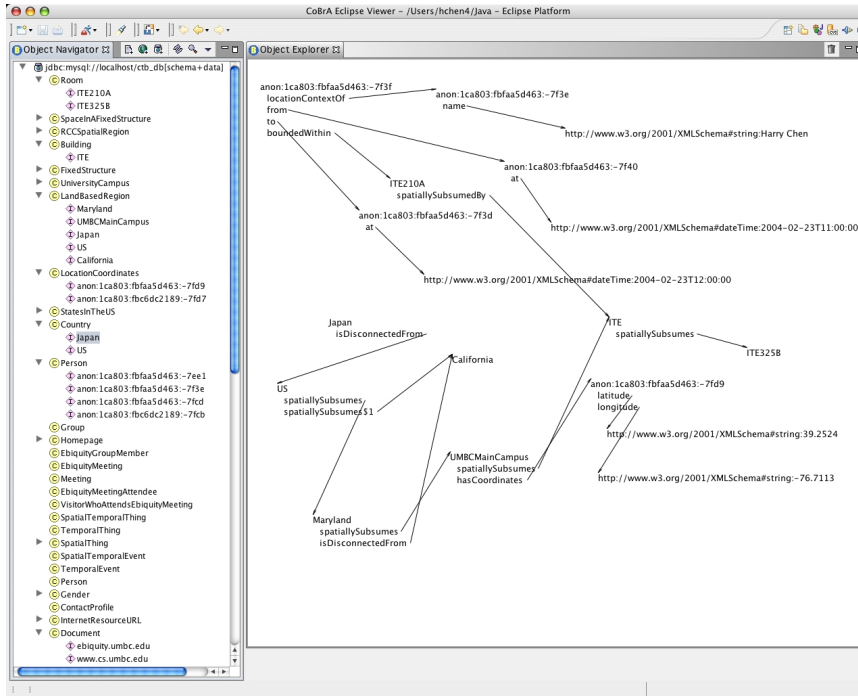 CoBrA Eclipse Viewer - /Users/hchen4/Java - Eclipse Platform
Object Navigator
jdbc:mysql://localhost/ctb_db[schema+data]
Room
ITE210A
ITE325B
SpaceInAFixedStructure
RCCSpatialRegion
Building
ITE
FixedStructure
UniversityCampus
LandBasedRegion
Maryland
UMBCMainCampus
Japan
US
California
LocationCoordinates
anon:1ca803:fbfaa5d463:-7fd9
anon:1ca803:fbc6dc2189:-7fd7
StatesInTheUS
Country
Japan
US
Person
anon:1ca803:fbfaa5d463:-7ee1
anon:1ca803:fbfaa5d463:-7f3e
anon:1ca803:fbfaa5d463:-7fcd
anon:1ca803:fbc6dc2189:-7fcb
Group
Homepage
EbiquityGroupMember
EbiquityMeeting
Meeting
EbiquityMeetingAttendee
VisitorWhoAttendsEbiquityMeeting
SpatialTemporalThing
TemporalThing
SpatialThing
SpatialTemporalEvent
TemporalEvent
Person
Gender
ContactProfile
InternetResourceURL
Document
ebiquity.umbc.edu
www.cs.umbc.edu
Object Explorer
anon:1ca803:fbfaa5d463:-7f3f
locationContextOf
from
to
boundedWithin
anon:1ca803:fbfaa5d463:-7f3e
name
http://www.w3.org/2001/XMLSchema#string:Harry Chen
anon:1ca803:fbfaa5d463:-7f40
at
ITE210A
spatiallySubsumedBy
anon:1ca803:fbfaa5d463:-7f3d
at
http://www.w3.org/2001/XMLSchema#dateTime:2004-02-23T11:00:00
http://www.w3.org/2001/XMLSchema#dateTime:2004-02-23T12:00:00
Japan
isDisconnectedFrom
ITE
spatiallySubsumes
ITE325B
California
US
spatiallySubsumes
spatiallySubsumes$1
anon:1ca803:fbfaa5d463:-7fd9
latitude
longitude
http://www.w3.org/2001/XMLSchema#string:39.2524
UMBCMainCampus
spatiallySubsumes
hasCoordinates
http://www.w3.org/2001/XMLSchema#string:-76.7113
Maryland
spatiallySubsumes
isDisconnectedFrom